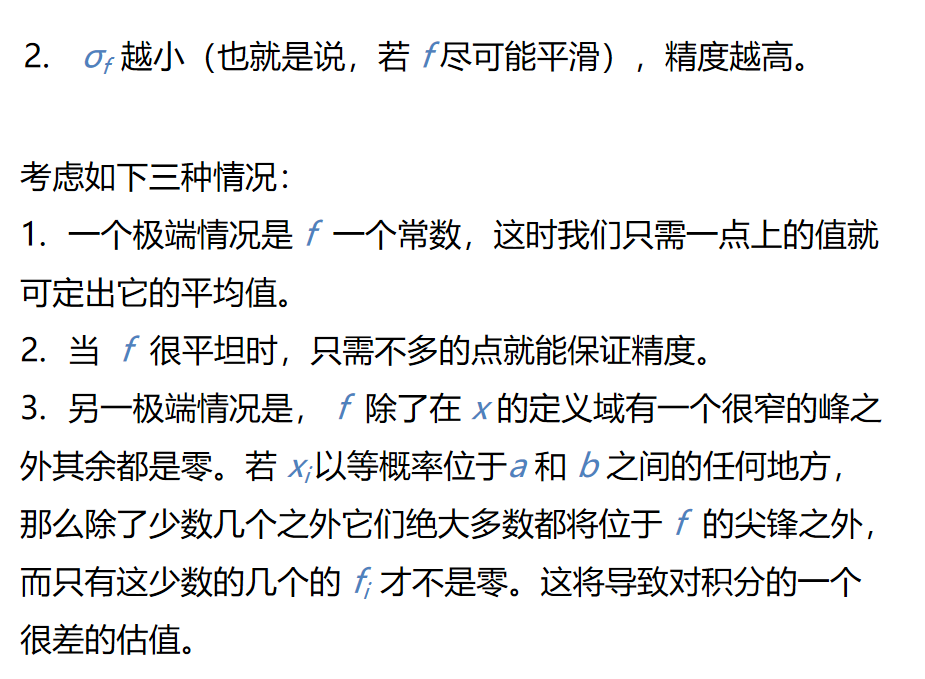 2. σf 越小（也就是说，若 f 尽可能平滑），精度越高。
考虑如下三种情况：
1. 一个极端情况是 f 一个常数，这时我们只需一点上的值就
可定出它的平均值。
2. 当 f 很平坦时，只需不多的点就能保证精度。
3. 另一极端情况是， f 除了在 x 的定义域有一个很窄的峰之
外其余都是零。若 xi 以等概率位于 a 和 b 之间的任何地方，
那么除了少数几个之外它们绝大多数都将位于 f 的尖锋之外，
而只有这少数的几个的 fi 才不是零。这将导致对积分的一个
很差的估值。